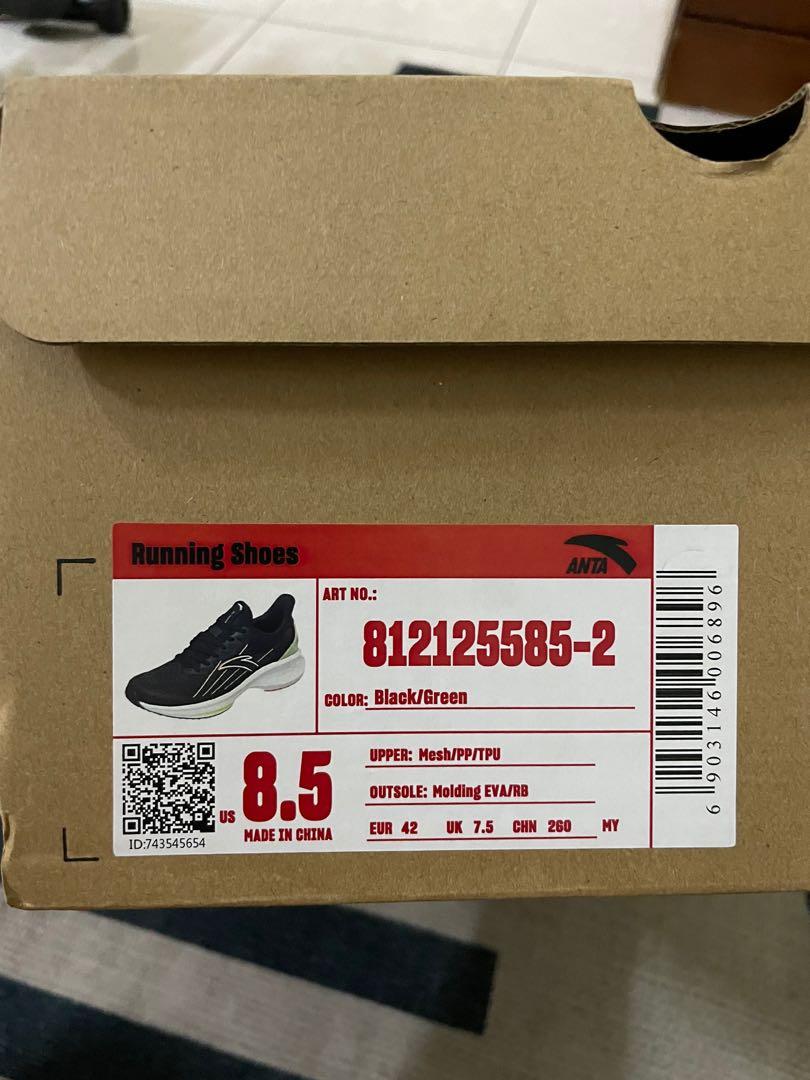 Running Shoes
ANTA
ART NO.:
812125585-2
COLOR: Black/Green
US 8.5
MADE IN CHINA
ID:743545654
UPPER: Mesh/PP/TPU
OUTSOLE: Molding EVA/RB
EUR 42 UK 7.5 CHN 260 MY
6 903146 006896